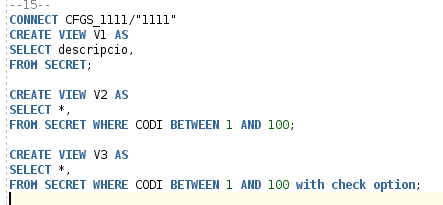 --15--
CONNECT CFGS_1111/"1111"
CREATE VIEW V1 AS
SELECT descripcio,
FROM SECRET;
CREATE VIEW V2 AS
SELECT *,
FROM SECRET WHERE CODI BETWEEN 1 AND 100;
CREATE VIEW V3 AS
SELECT *,
FROM SECRET WHERE CODI BETWEEN 1 AND 100 with check option;